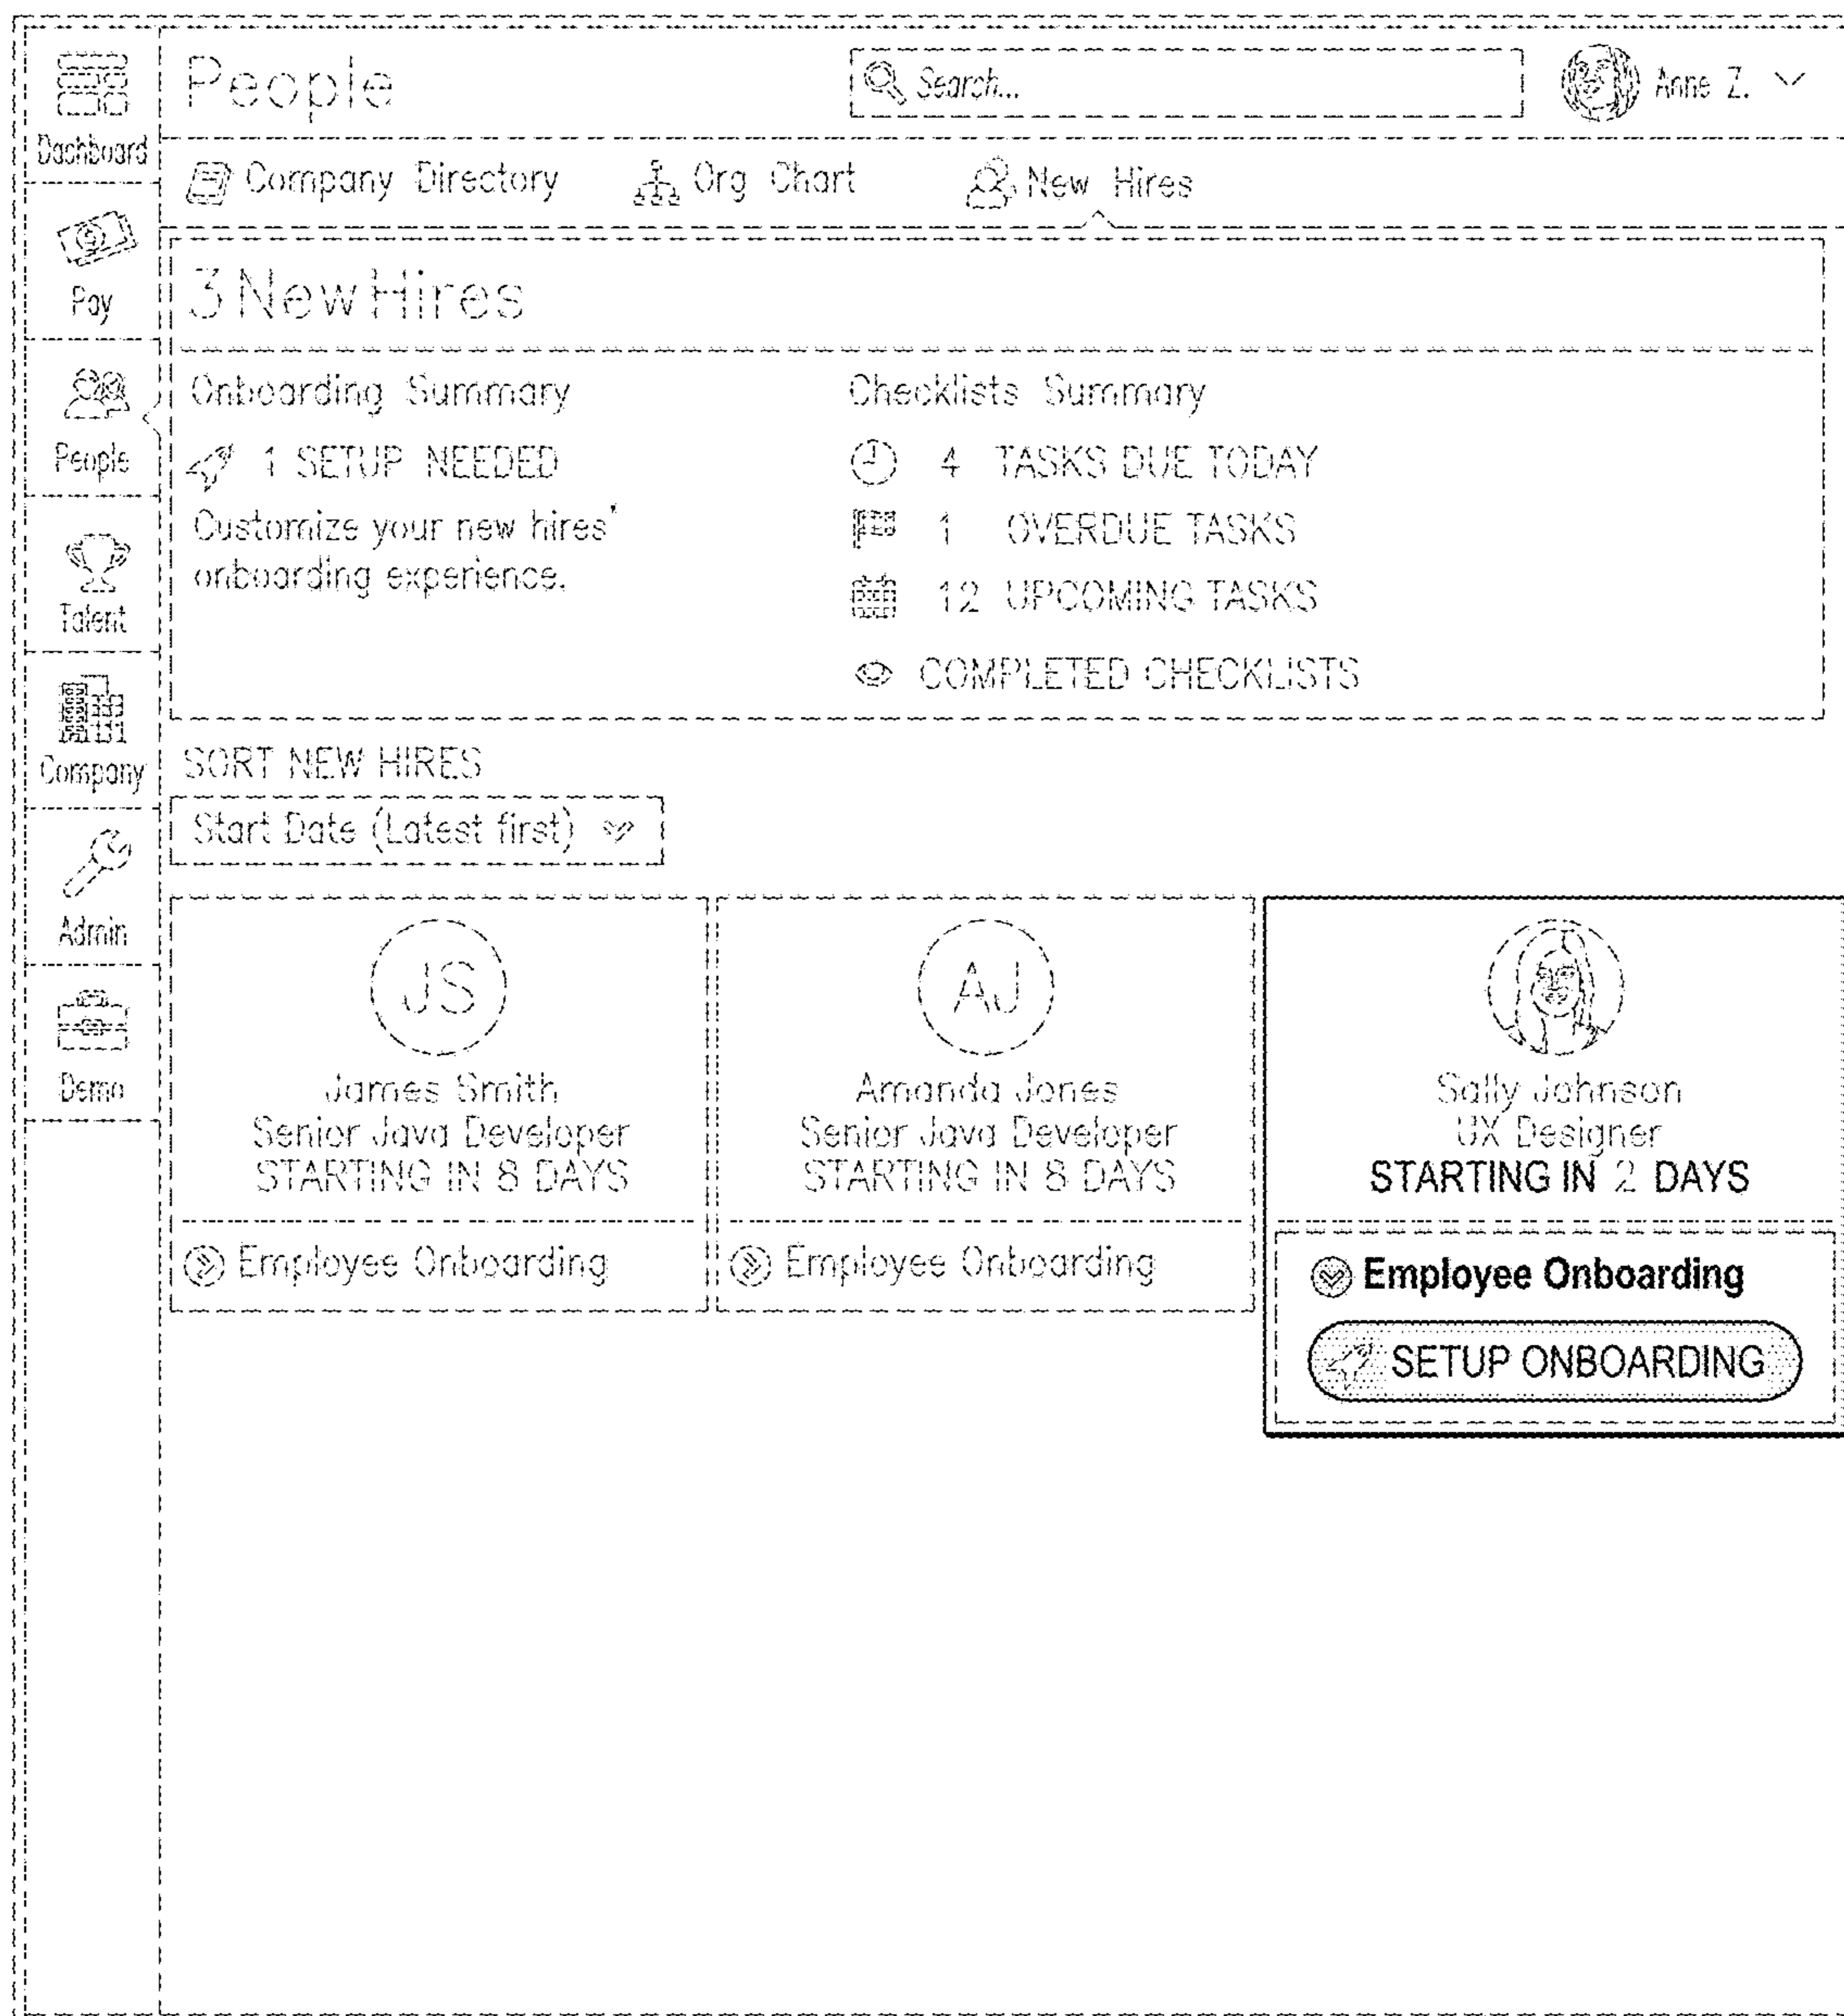 People
Search...
Anne Z.
Dashboard
Pay
People
Talent
Company
Admin
Demo
Company Directory
Org Chart
New Hires
3 New Hires
Onboarding Summary
1 SETUP NEEDED
Customize your new hires'
onboarding experience.
Checklists Summary
4 TASKS DUE TODAY
1 OVERDUE TASKS
12 UPCOMING TASKS
COMPLETED CHECKLISTS
SORT NEW HIRES
Start Date (Latest first)
JS
James Smith
Senior Java Developer
STARTING IN 8 DAYS
Employee Onboarding
AJ
Amanda Jones
Senior Java Developer
STARTING IN 8 DAYS
Employee Onboarding
Sally Johnson
UX Designer
STARTING IN 2 DAYS
Employee Onboarding
SETUP ONBOARDING